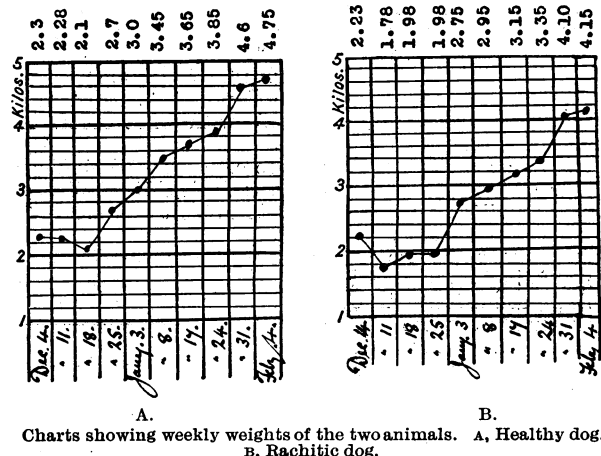 2.3 2.28 2.1 2.7 3.0 3.45 3.65 3.85 4.6 4.75
5
Kilos.
4
3
2
1
Dec. 4. " 11. " 18. " 25. Jany. 3. " 8. " 17. " 24. " 31. Feby 4.
A.
2.23 1.78 1.98 1.98 2.75 2.95 3.15 3.35 4.10 4.15
5
Kilos.
4
3
2
1
Dec. 4. " 11 " 18 " 25 Jany 3 " 8 " 17 " 24 " 31 Feby 4.
B.
Charts showing weekly weights of the two animals. A, Healthy dog.
B, Rachitic dog.